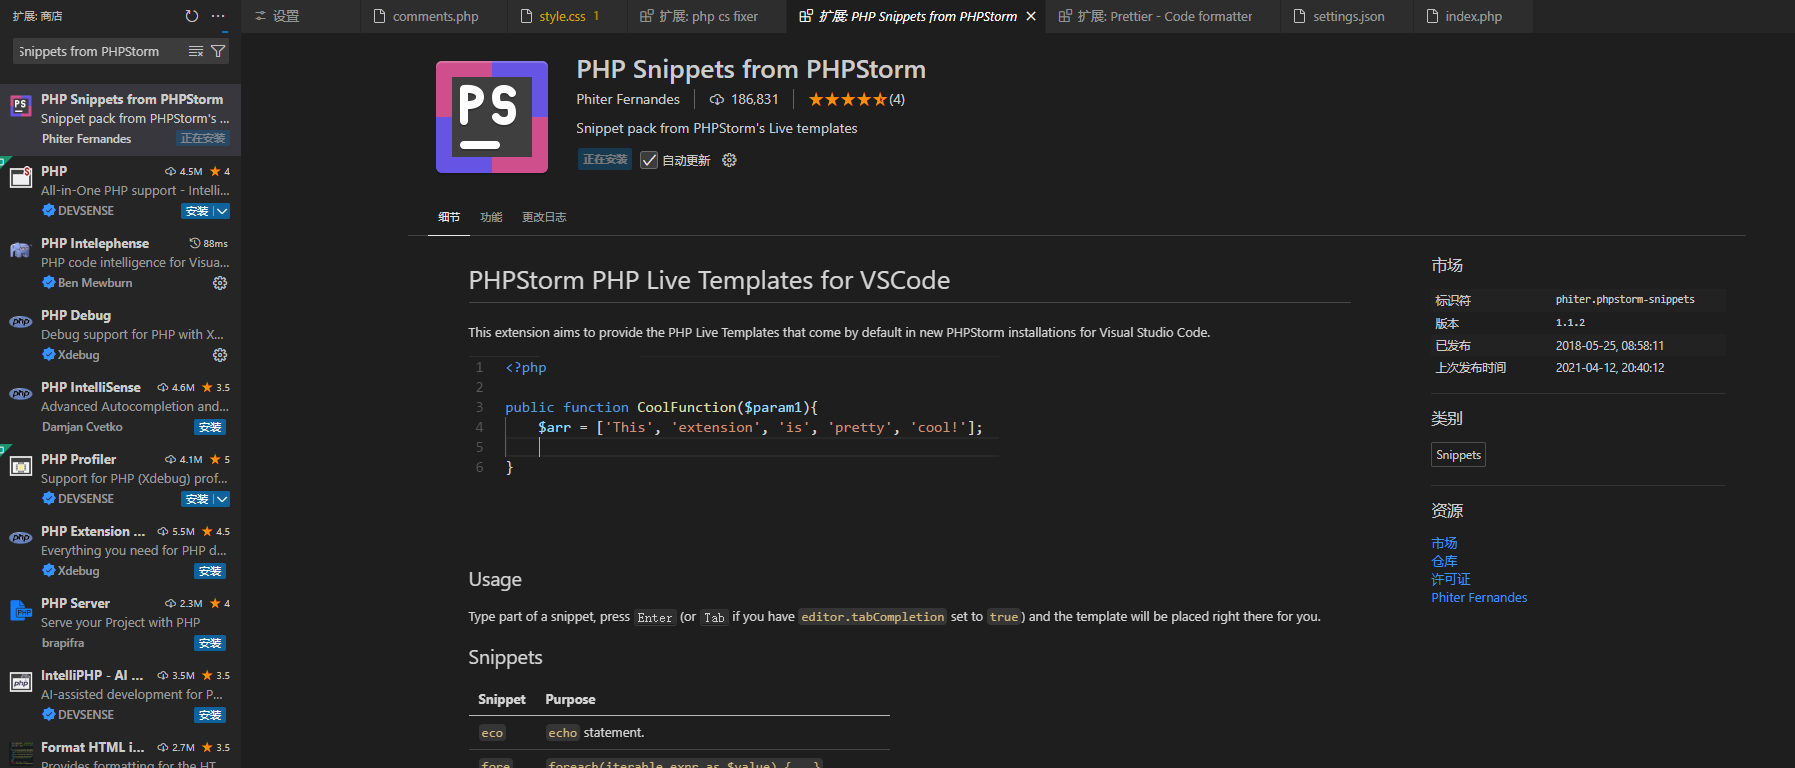 扩展: 商店
Snippets from PHPStorm
PHP Snippets from PHPStorm
Snippet pack from PHPStorm's ...
Phiter Fernandes
正在安装
PHP 4.5M 4
All-in-One PHP support - Intelli...
DEVSENSE 安装
PHP Intelephense 88ms
PHP code intelligence for Visua...
Ben Mewburn
PHP Debug
Debug support for PHP with X...
Xdebug
PHP IntelliSense 4.6M 3.5
Advanced Autocompletion and...
Damjan Cvetko 安装
PHP Profiler 4.1M 5
Support for PHP (Xdebug) prof...
DEVSENSE 安装
PHP Extension ... 5.5M 4.5
Everything you need for PHP d...
Xdebug 安装
PHP Server 2.3M 4
Serve your Project with PHP
brapifra 安装
IntelliPHP - AI ... 3.5M 3.5
AI-assisted development for P...
DEVSENSE 安装
Format HTML i... 2.7M 3.5
Provides formatting for the HT
设置
comments.php
style.css 1
扩展: php cs fixer
扩展: PHP Snippets from PHPStorm
扩展: Prettier - Code formatter
settings.json
index.php
PS
PHP Snippets from PHPStorm
Phiter Fernandes 186,831 (4)
Snippet pack from PHPStorm's Live templates
正在安装 自动更新
细节 功能 更改日志
PHPStorm PHP Live Templates for VSCode
This extension aims to provide the PHP Live Templates that come by default in new PHPStorm installations for Visual Studio Code.
1 <?php
2
3 public function CoolFunction($param1){
4 $arr = ['This', 'extension', 'is', 'pretty', 'cool!'];
5
6 }
Usage
Type part of a snippet, press Enter (or Tab if you have editor.tabCompletion set to true) and the template will be placed right there for you.
Snippets
Snippet Purpose
eco echo statement.
fore foreach(iterable_expr as $value) {...}
市场
标识符 phiter.phpstorm-snippets
版本 1.1.2
已发布 2018-05-25, 08:58:11
上次发布时间 2021-04-12, 20:40:12
类别
Snippets
资源
市场
仓库
许可证
Phiter Fernandes